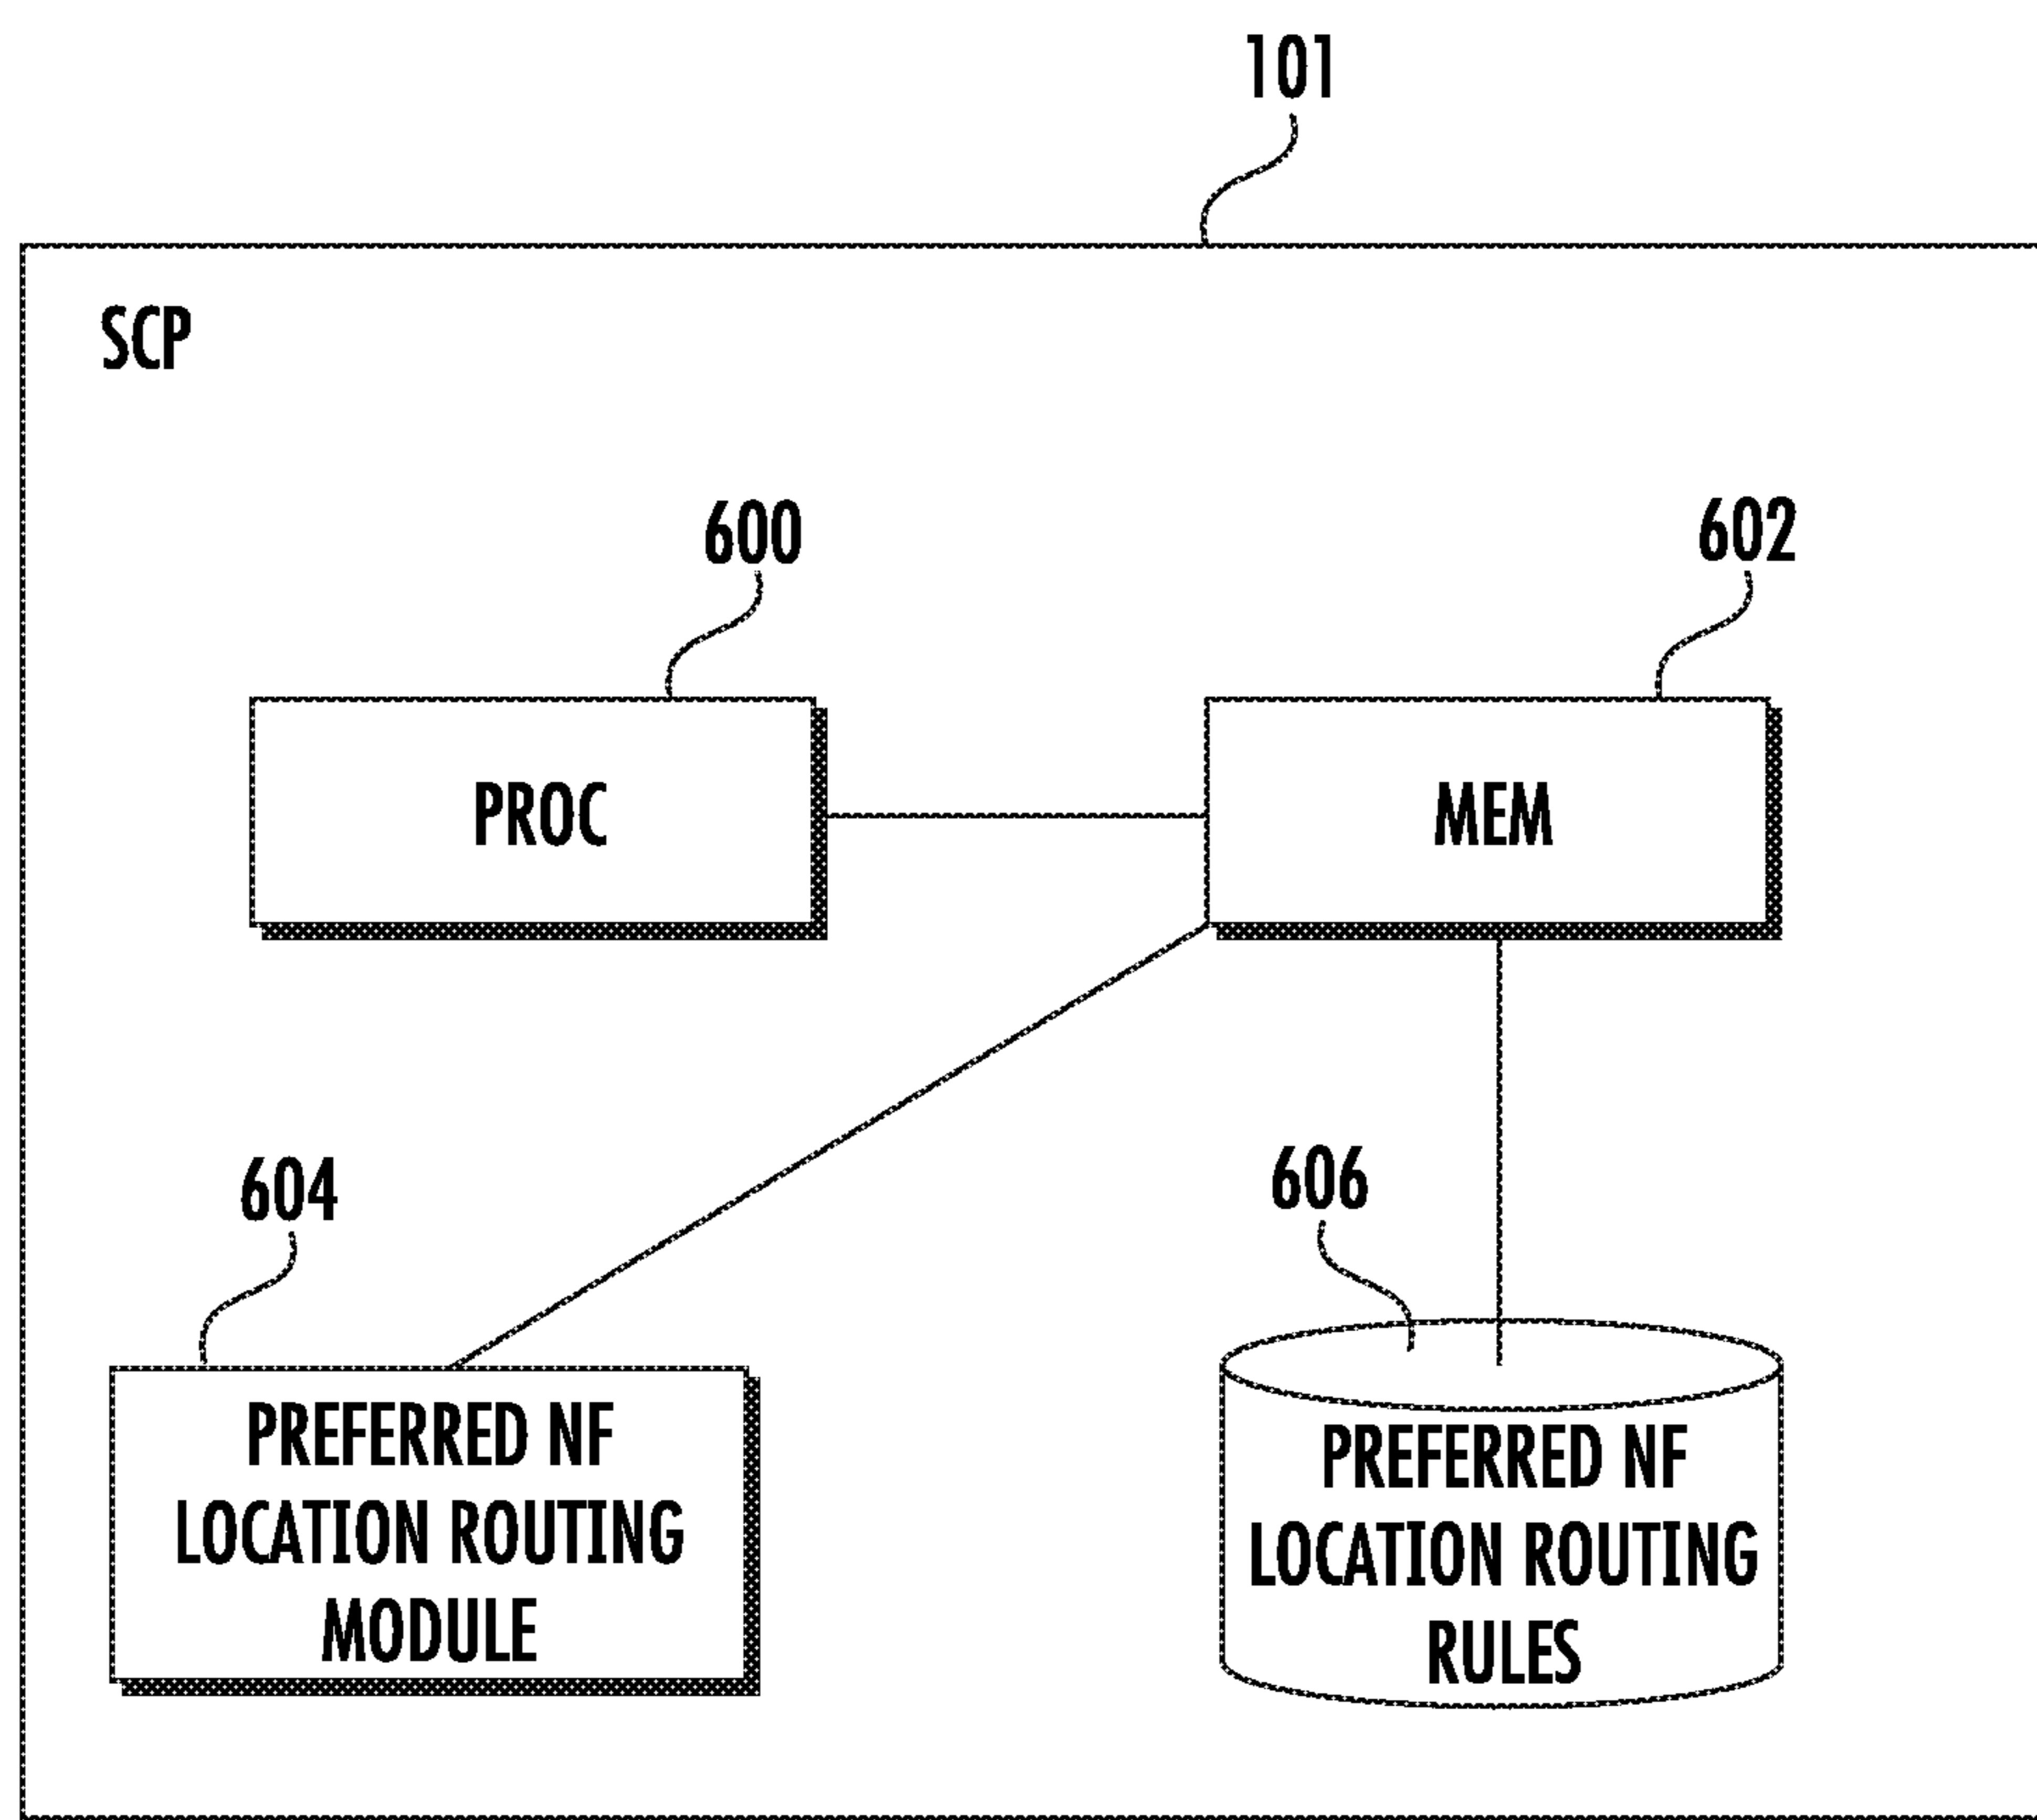 101
SCP
600
602
PROC
MEM
604
606
PREFERRED NF
LOCATION ROUTING
MODULE
PREFERRED NF
LOCATION ROUTING
RULES